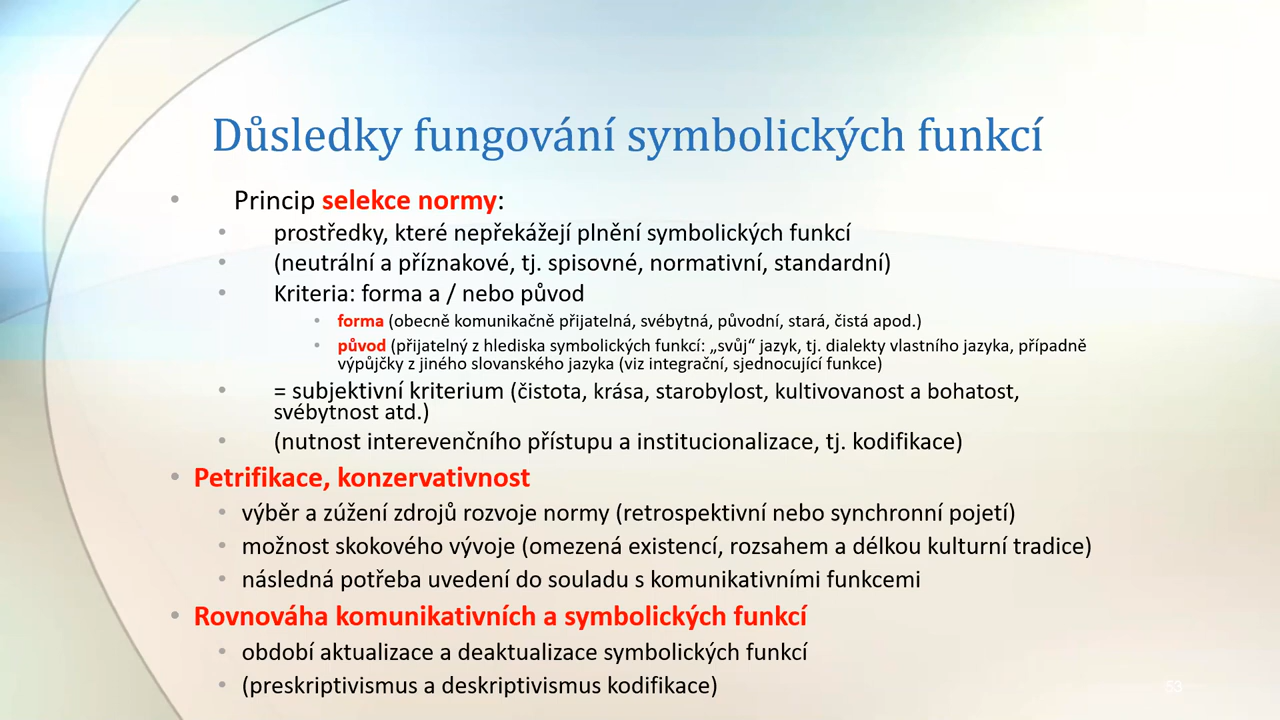 Důsledky fungování symbolických funkcí
• Princip selekce normy:
• prostředky, které nepřekážejí plnění symbolických funkcí
• (neutrální a příznakové, tj. spisovné, normativní, standardní)
• Kriteria: forma a / nebo původ
• forma (obecně komunikačně přijatelná, svébytná, původní, stará, čistá apod.)
• původ (přijatelný z hlediska symbolických funkcí: „svůj“ jazyk, tj. dialekty vlastního jazyka, případně
výpůjčky z jiného slovanského jazyka (viz integrační, sjednocující funkce)
• = subjektivní kriterium (čistota, krása, starobylost, kultivovanost a bohatost,
svébytnost atd.)
• (nutnost interevenčního přístupu a institucionalizace, tj. kodifikace)
• Petrifikace, konzervativnost
• výběr a zúžení zdrojů rozvoje normy (retrospektivní nebo synchronní pojetí)
• možnost skokového vývoje (omezená existencí, rozsahem a délkou kulturní tradice)
• následná potřeba uvedení do souladu s komunikativními funkcemi
• Rovnováha komunikativních a symbolických funkcí
• období aktualizace a deaktualizace symbolických funkcí
• (preskriptivismus a deskriptivismus kodifikace)
53